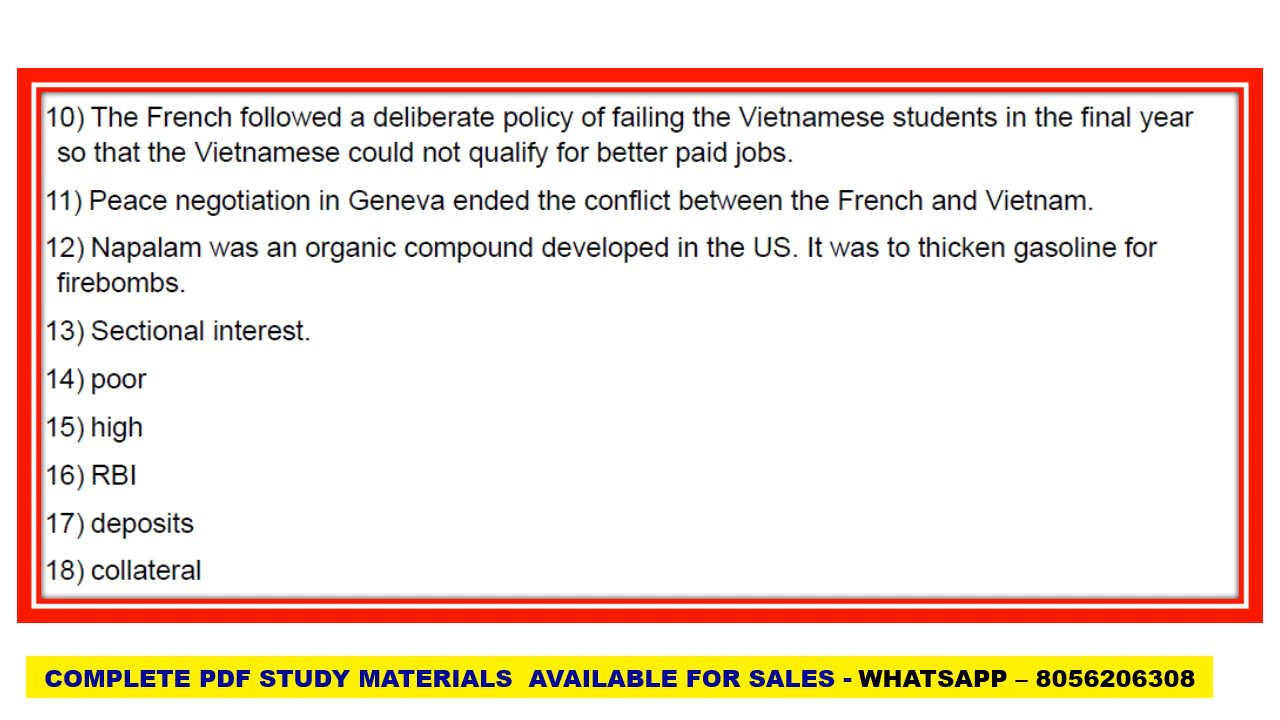 10) The French followed a deliberate policy of failing the Vietnamese students in the final year
so that the Vietnamese could not qualify for better paid jobs.
11) Peace negotiation in Geneva ended the conflict between the French and Vietnam.
12) Napalam was an organic compound developed in the US. It was to thicken gasoline for
firebombs.
13) Sectional interest.
14) poor
15) high
16) RBI
17) deposits
18) collateral
COMPLETE PDF STUDY MATERIALS AVAILABLE FOR SALES - WHATSAPP – 8056206308